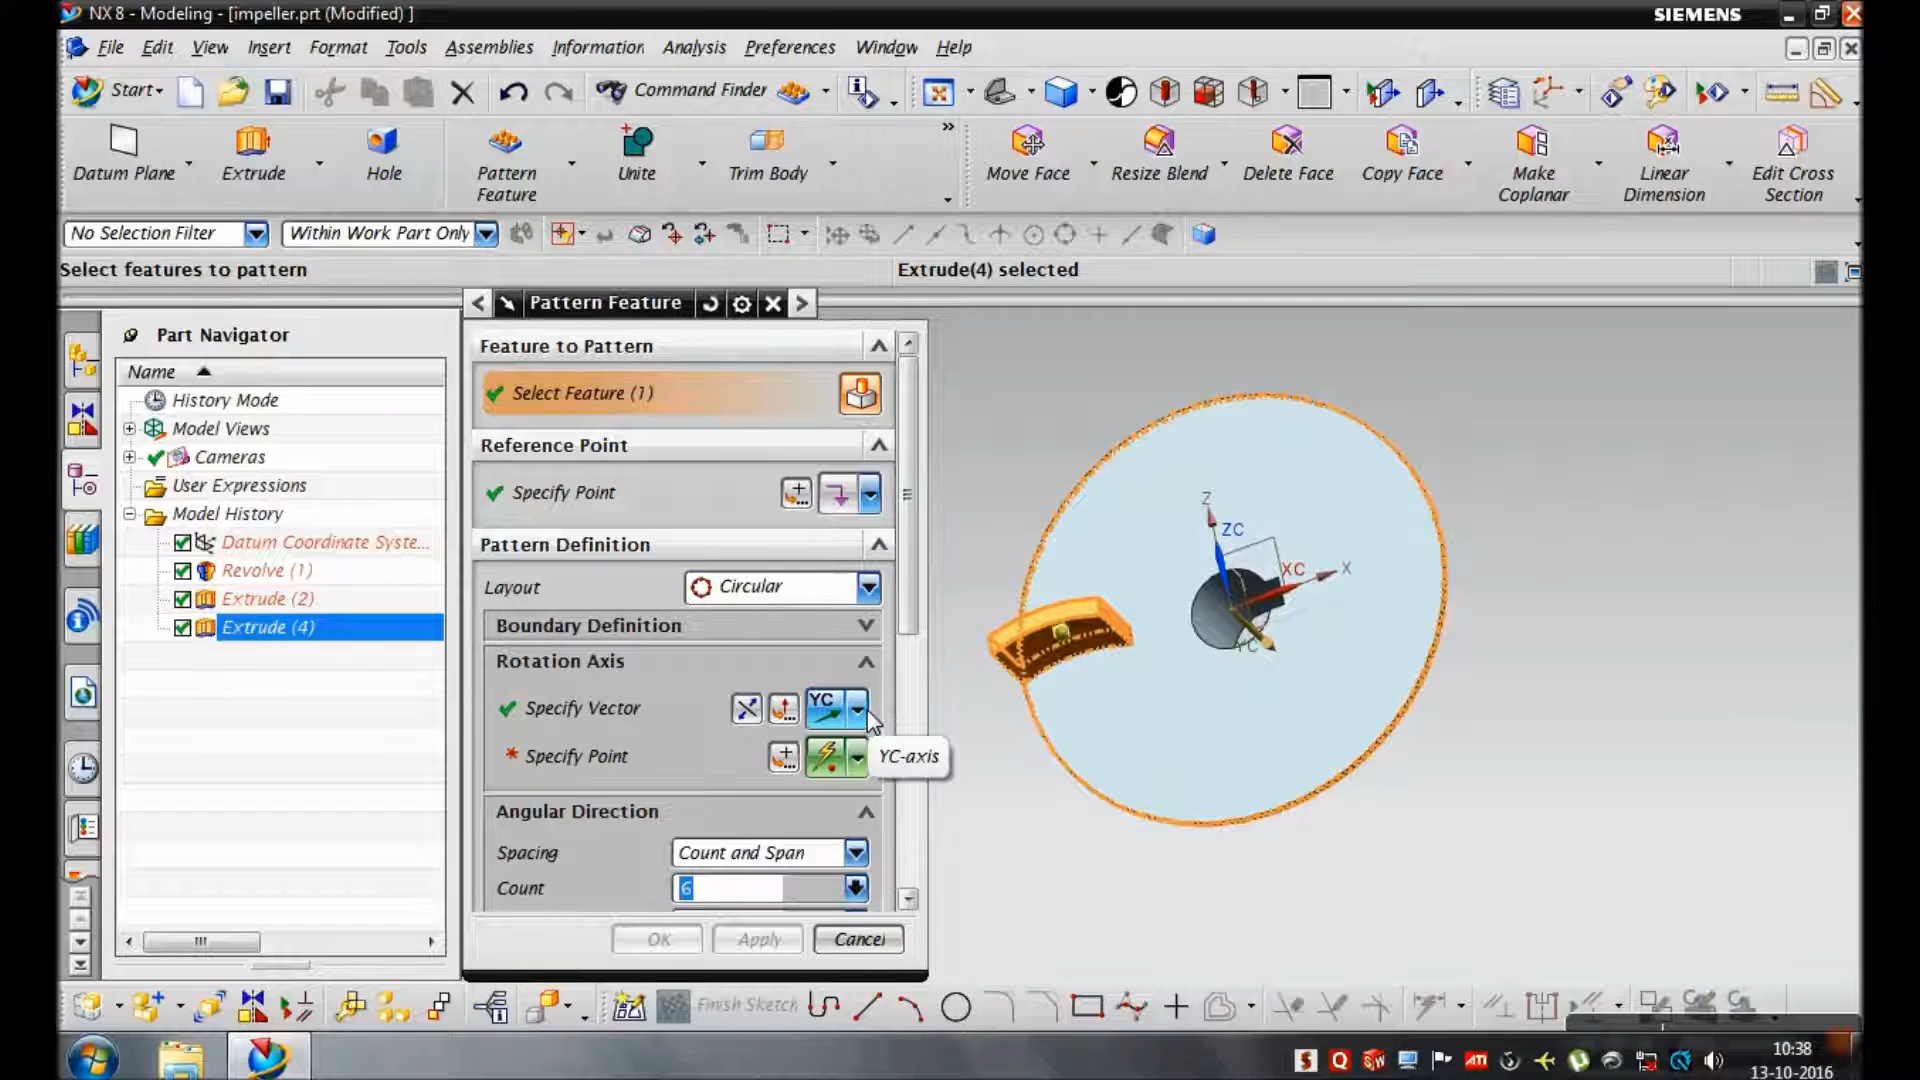 NX 8 - Modeling - [impeller.prt (Modified) ]
SIEMENS
File Edit View Insert Format Tools Assemblies Information Analysis Preferences Window Help
Start Command Finder
Datum Plane Extrude Hole Pattern Feature Unite Trim Body Move Face Resize Blend Delete Face Copy Face Make Coplanar Linear Dimension Edit Cross Section
No Selection Filter Within Work Part Only
Select features to pattern Extrude(4) selected
Pattern Feature
Part Navigator
Name
History Mode
Model Views
Cameras
User Expressions
Model History
Datum Coordinate Syste...
Revolve (1)
Extrude (2)
Extrude (4)
Feature to Pattern
Select Feature (1)
Reference Point
Specify Point
Pattern Definition
Layout Circular
Boundary Definition
Rotation Axis
* Specify Vector YC
* Specify Point
YC-axis
Angular Direction
Spacing Count and Span
Count 6
OK Apply Cancel
Z
ZC
XC X
YC
Finish Sketch
10:38
13-10-2016